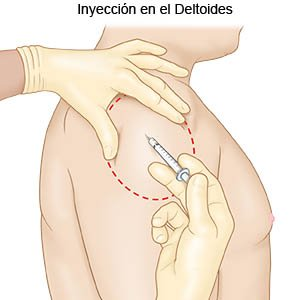 Inyección en el Deltoides